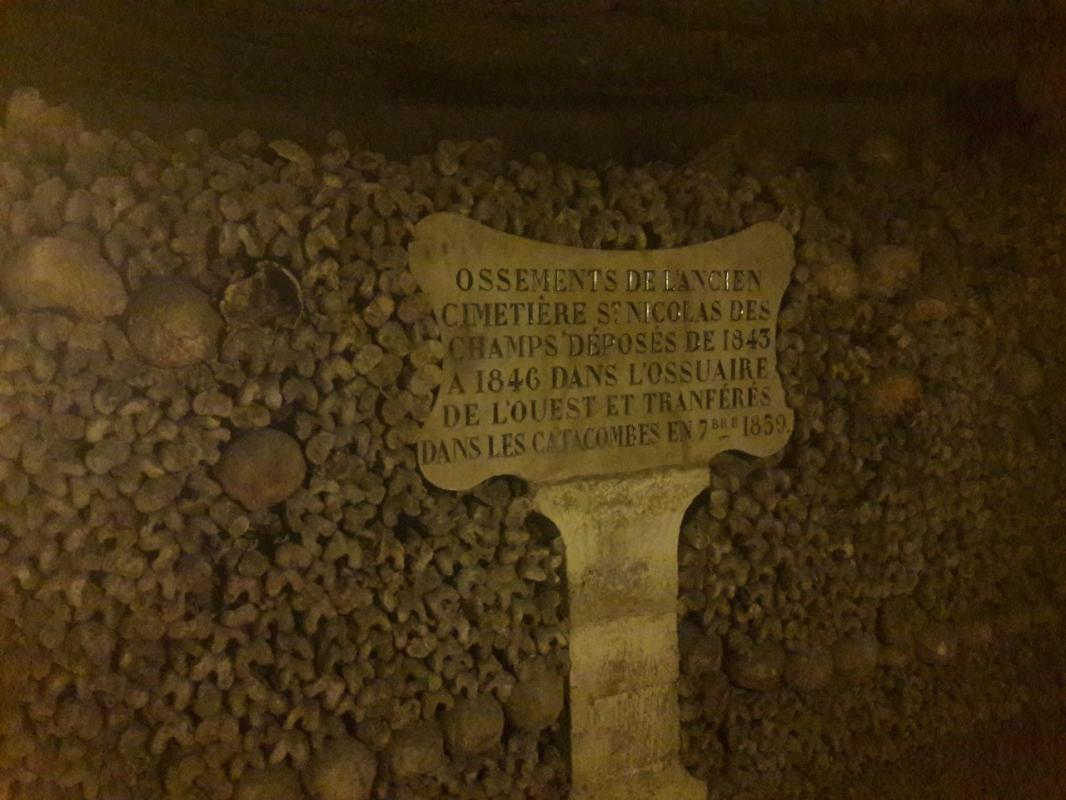 OSSEMENTS DE L'ANCIEN
CIMETIÈRE ST NICOLAS DES
CHAMPS DÉPOSÉS DE 1843
A 1846 DANS L'OSSUAIRE
DE L'OUEST ET TRANFÉRÉS
DANS LES CATACOMBES EN 7BRE 1859.